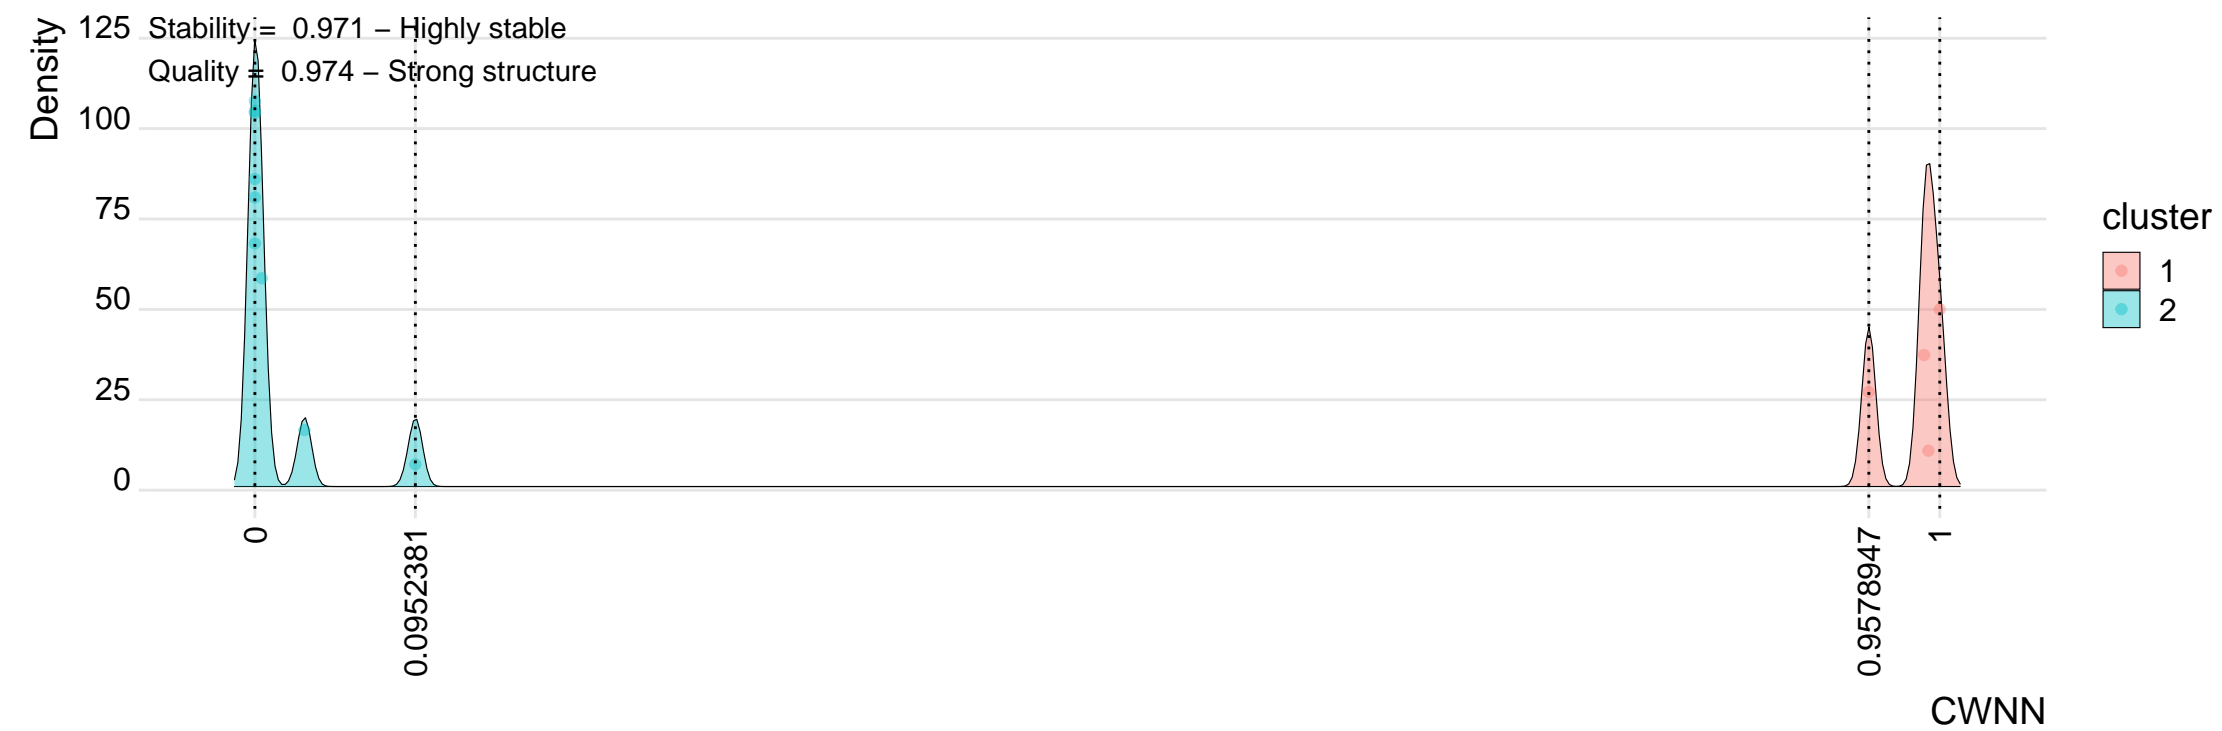 Density
125
100
75
50
25
0
Stability =  0.971 – Highly stable
Quality =  0.974 – Strong structure
0
0.0952381
0.9578947
1
CWNN
cluster
1
2